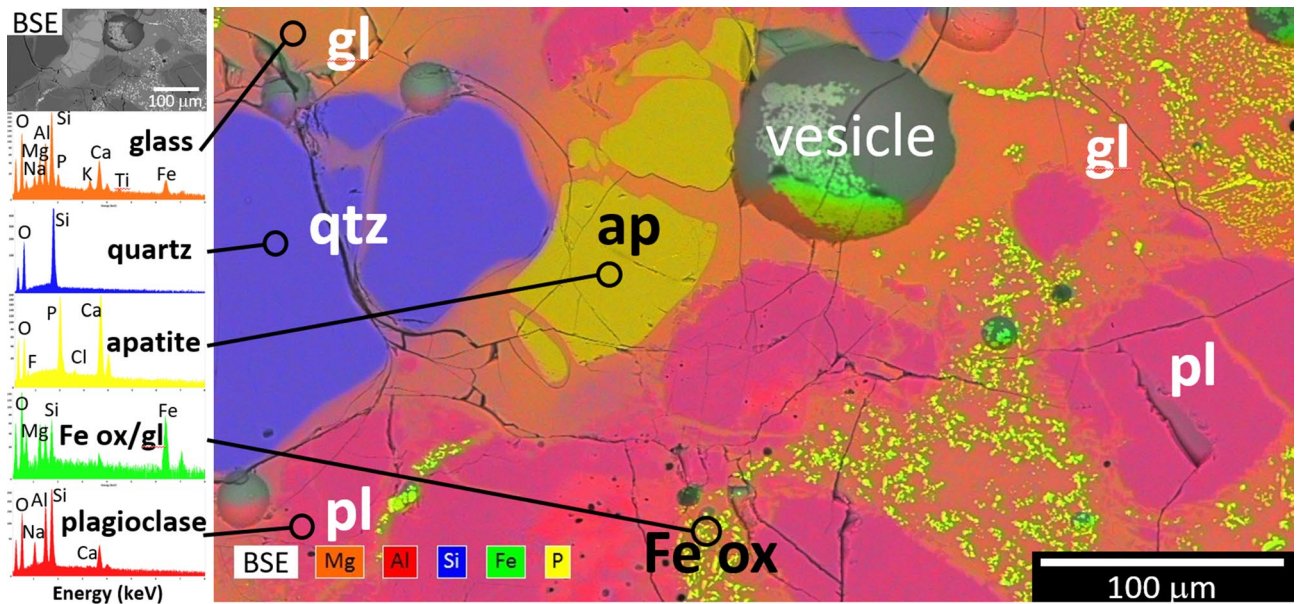 BSE
100 μm
O Al Si
Mg
Na P K Ca Ti Fe
glass
O Si
quartz
O F P Cl Ca
apatite
O Mg Si Fe
Fe ox/gl
O Na Al Si Ca
plagioclase
Energy (keV)
gl
vesicle
gl
qtz
ap
pl
pl
Fe ox
BSE Mg Al Si Fe P
100 μm